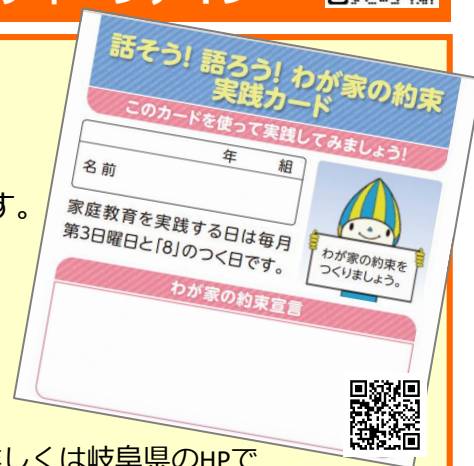 話そう! 語ろう! わが家の約束
実践カード
このカードを使って実践してみましょう!
年 組
名前
す。
家庭教育を実践する日は毎月
第3日曜日と「8」のつく日です。
わが家の約束を
つくりましょう。
わが家の約束宣言
しくは岐阜県のHPで